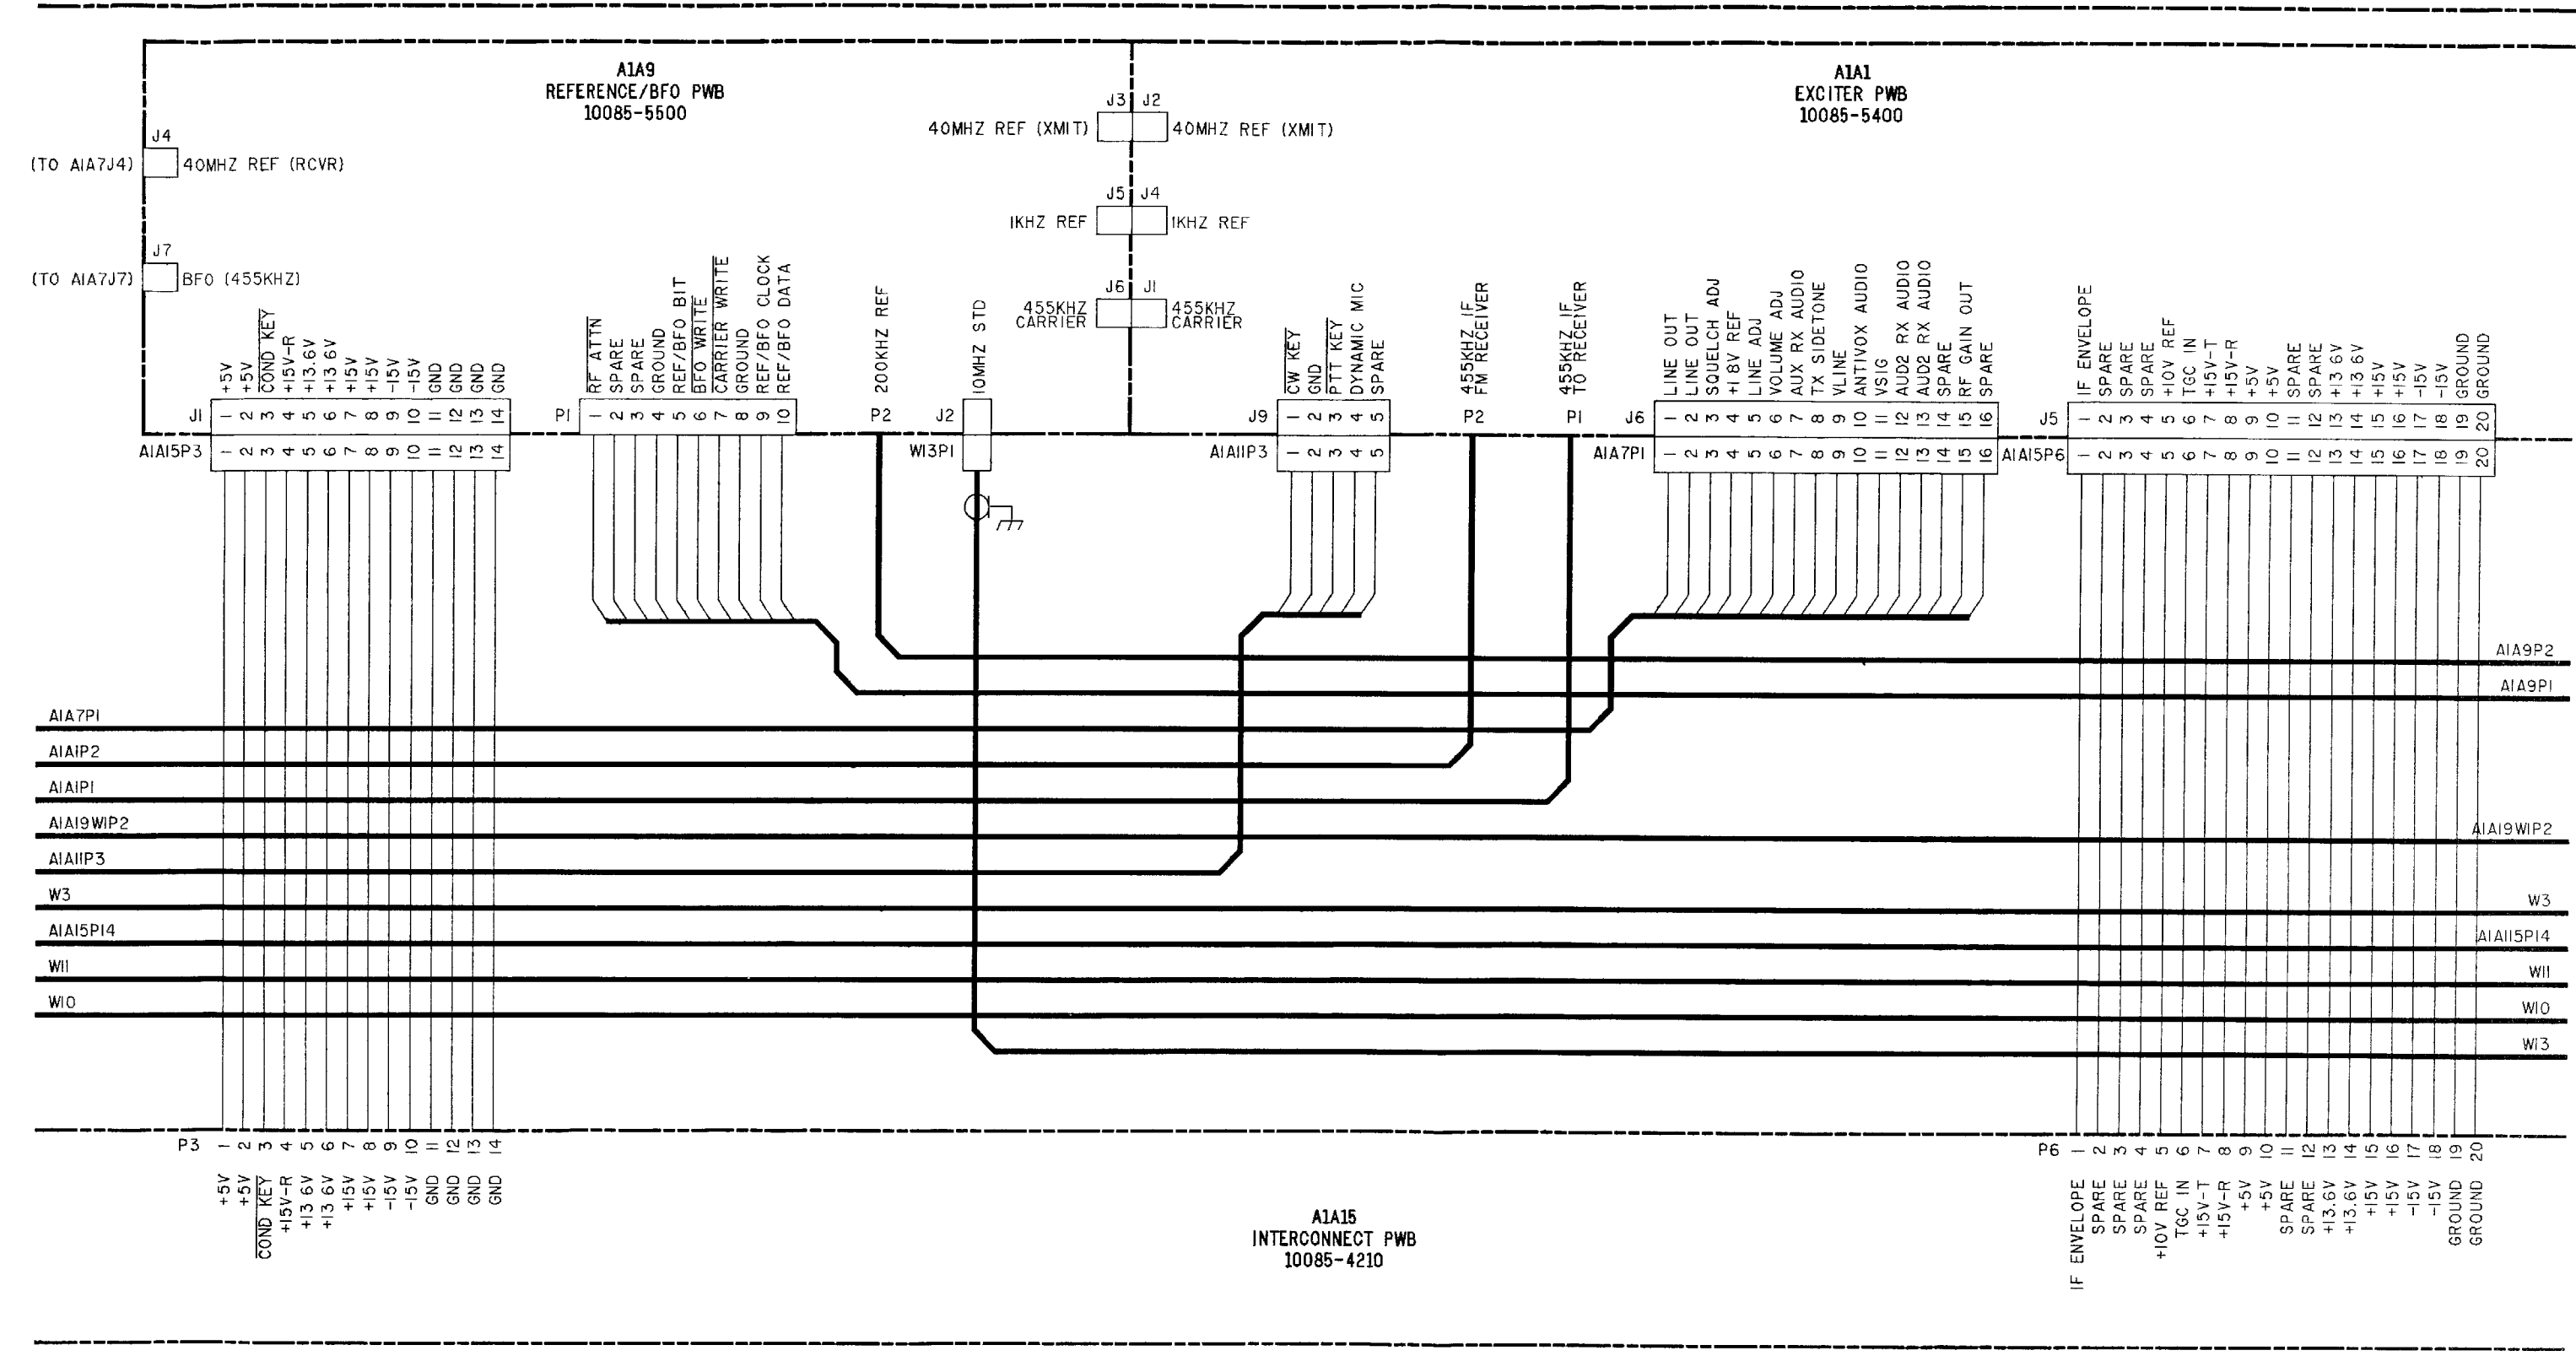 A1A9
REFERENCE/BFO PWB
10085-5500
A1A1
EXCITER PWB
10085-5400
J4
(TO A1A7J4) 40MHZ REF (RCVR)
J7
(TO A1A7J7) BFO (455KHZ)
J3 J2
40MHZ REF (XMIT) 40MHZ REF (XMIT)
J5 J4
1KHZ REF 1KHZ REF
J6 J1
455KHZ CARRIER 455KHZ CARRIER
+5V
+5V
COND KEY
+15V-R
+13.6V
+13 6V
+15V
+15V
-15V
-15V
GND
GND
GND
GND
J1 1 2 3 4 5 6 7 8 9 10 11 12 13 14
A1A15P3 1 2 3 4 5 6 7 8 9 10 11 12 13 14
RF ATTN
SPARE
SPARE
GROUND
REF/BFO BIT
BFO WRITE
CARRIER WRITE
GROUND
REF/BFO CLOCK
REF/BFO DATA
P1 1 2 3 4 5 6 7 8 9 10
200KHZ REF
P2
10MHZ STD
J2
W13P1
CW KEY
GND
PTT KEY
DYNAMIC MIC
SPARE
J9 1 2 3 4 5
A1A11P3 1 2 3 4 5
455KHZ IF
FM RECEIVER
P2
455KHZ IF
TO RECEIVER
P1
LINE OUT
LINE OUT
SQUELCH ADJ
+18V REF
LINE ADJ
VOLUME ADJ
AUX RX AUDIO
TX SIDETONE
VLINE
ANTIVOX AUDIO
VSIG
AUD2 RX AUDIO
AUD2 RX AUDIO
SPARE
RF GAIN OUT
SPARE
J6 1 2 3 4 5 6 7 8 9 10 11 12 13 14 15 16
A1A7P1 1 2 3 4 5 6 7 8 9 10 11 12 13 14 15 16
IF ENVELOPE
SPARE
SPARE
SPARE
+10V REF
TGC IN
+15V-T
+15V-R
+5V
+5V
SPARE
SPARE
+13 6V
+13 6V
+15V
+15V
-15V
-15V
GROUND
GROUND
J5 1 2 3 4 5 6 7 8 9 10 11 12 13 14 15 16 17 18 19 20
A1A15P6 1 2 3 4 5 6 7 8 9 10 11 12 13 14 15 16 17 18 19 20
A1A9P2
A1A9P1
A1A7P1
A1A1P2
A1A1P1
A1A19W1P2 A1A19W1P2
A1A11P3
W3 W3
A1A15P14 A1A115P14
W11 W11
W10 W10
W13
P3 1 2 3 4 5 6 7 8 9 10 11 12 13 14
+5V
+5V
COND KEY
+15V-R
+13 6V
+13 6V
+15V
+15V
-15V
-15V
GND
GND
GND
GND
P6 1 2 3 4 5 6 7 8 9 10 11 12 13 14 15 16 17 18 19 20
IF ENVELOPE
SPARE
SPARE
SPARE
+10V REF
TGC IN
+15V-T
+15V-R
+5V
+5V
SPARE
SPARE
+13.6V
+13.6V
+15V
+15V
-15V
-15V
GROUND
GROUND
A1A15
INTERCONNECT PWB
10085-4210